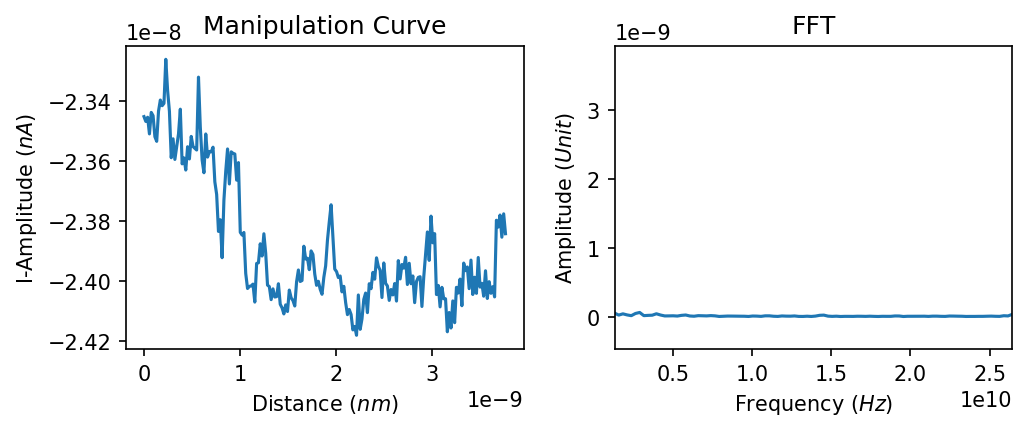 1e−8
Manipulation Curve
−2.34
−2.36
−2.38
−2.40
−2.42
I-Amplitude (nA)
0
1
2
3
Distance (nm)
1e−9
1e−9
FFT
3
2
1
0
Amplitude (Unit)
0.5
1.0
1.5
2.0
2.5
Frequency (Hz)
1e10